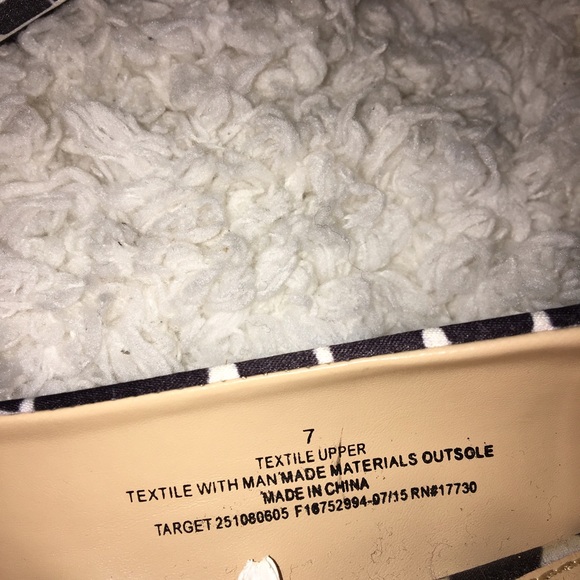 7
TEXTILE UPPER
TEXTILE WITH MAN MADE MATERIALS OUTSOLE
MADE IN CHINA
TARGET 251080605 F16752994-07/15 RN#17730